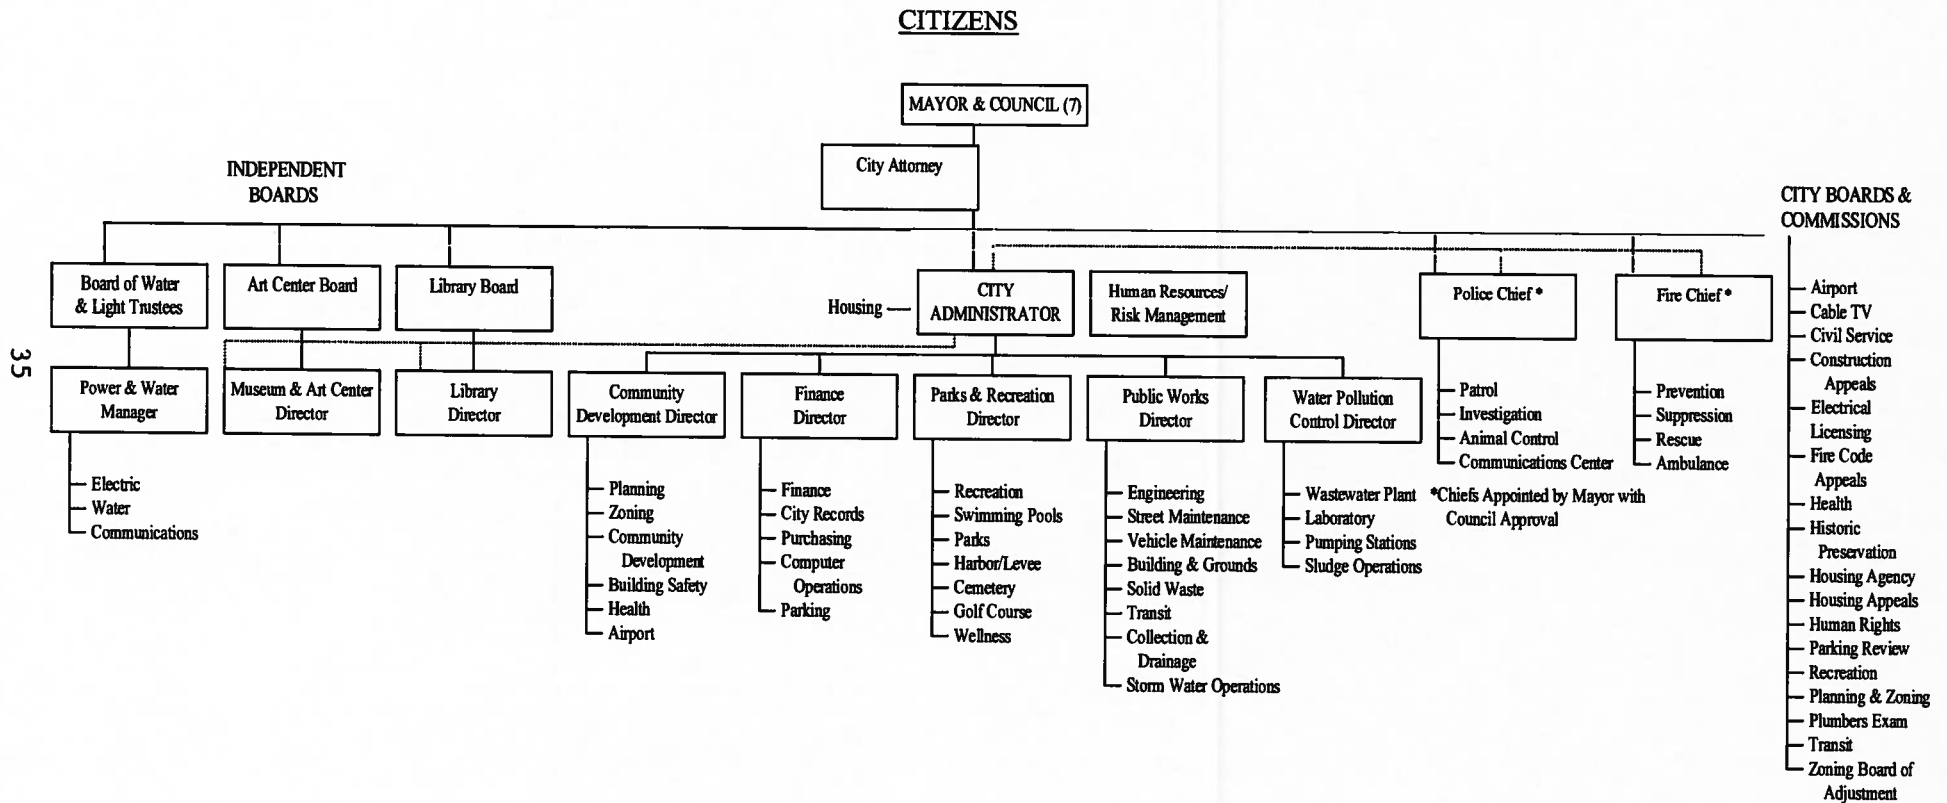 CITIZENS
MAYOR & COUNCIL (7)
City Attorney
INDEPENDENT
BOARDS
CITY BOARDS &
COMMISSIONS
Board of Water
& Light Trustees
Art Center Board
Library Board
Housing
CITY
ADMINISTRATOR
Human Resources/
Risk Management
Police Chief *
Fire Chief *
35
Power & Water
Manager
Museum & Art Center
Director
Library
Director
Community
Development Director
Finance
Director
Parks & Recreation
Director
Public Works
Director
Water Pollution
Control Director
Electric
Water
Communications
Planning
Zoning
Community
Development
Building Safety
Health
Airport
Finance
City Records
Purchasing
Computer
Operations
Parking
Recreation
Swimming Pools
Parks
Harbor/Levee
Cemetery
Golf Course
Wellness
Engineering
Street Maintenance
Vehicle Maintenance
Building & Grounds
Solid Waste
Transit
Collection &
Drainage
Storm Water Operations
Wastewater Plant
Laboratory
Pumping Stations
Sludge Operations
Patrol
Investigation
Animal Control
Communications Center
Prevention
Suppression
Rescue
Ambulance
*Chiefs Appointed by Mayor with
Council Approval
Airport
Cable TV
Civil Service
Construction
Appeals
Electrical
Licensing
Fire Code
Appeals
Health
Historic
Preservation
Housing Agency
Housing Appeals
Human Rights
Parking Review
Recreation
Planning & Zoning
Plumbers Exam
Transit
Zoning Board of
Adjustment